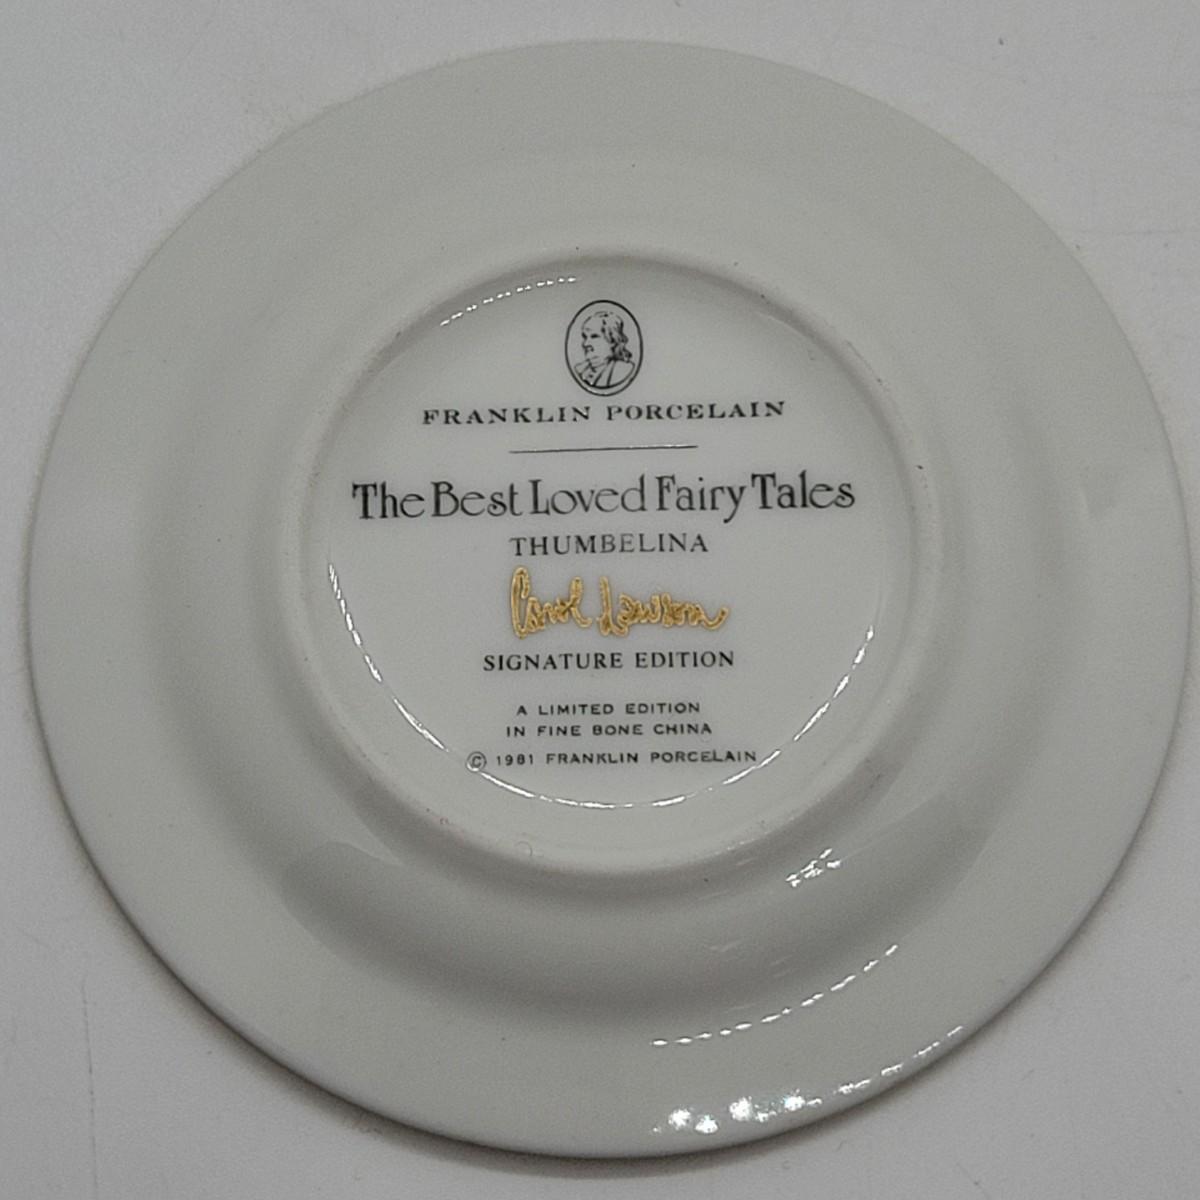 FRANKLIN PORCELAIN
The Best Loved Fairy Tales
THUMBELINA
Carol Lawson
SIGNATURE EDITION
A LIMITED EDITION
IN FINE BONE CHINA
© 1981 FRANKLIN PORCELAIN